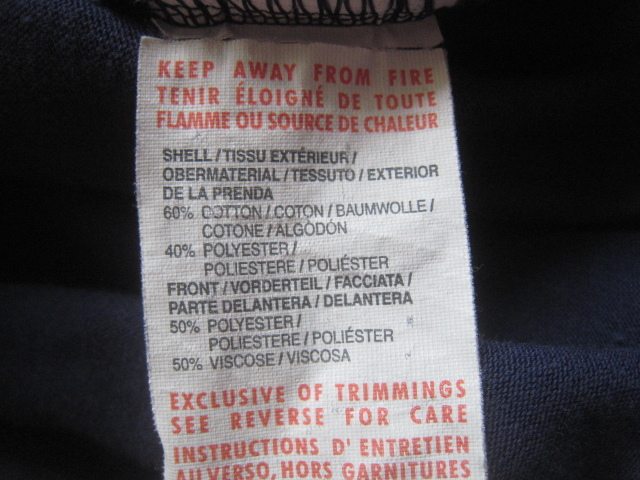 KEEP AWAY FROM FIRE
TENIR ÉLOIGNÉ DE TOUTE
FLAMME OU SOURCE DE CHALEUR
SHELL/TISSU EXTÉRIEUR/
OBERMATERIAL/TESSUTO/EXTERIOR
DE LA PRENDA
60% COTTON/COTON/BAUMWOLLE/
COTONE/ALGÒDÓN
40% POLYESTER/
POLIESTERE/POLIÉSTER
FRONT/VORDERTEIL/FACCIATA/
PARTE DELANTERA/DELANTERA
50% POLYESTER/
POLIESTERE/POLIÉSTER
50% VISCOSE/VISCOSA
EXCLUSIVE OF TRIMMINGS
SEE REVERSE FOR CARE
INSTRUCTIONS D'ENTRETIEN
AU VERSO, HORS GARNITURES